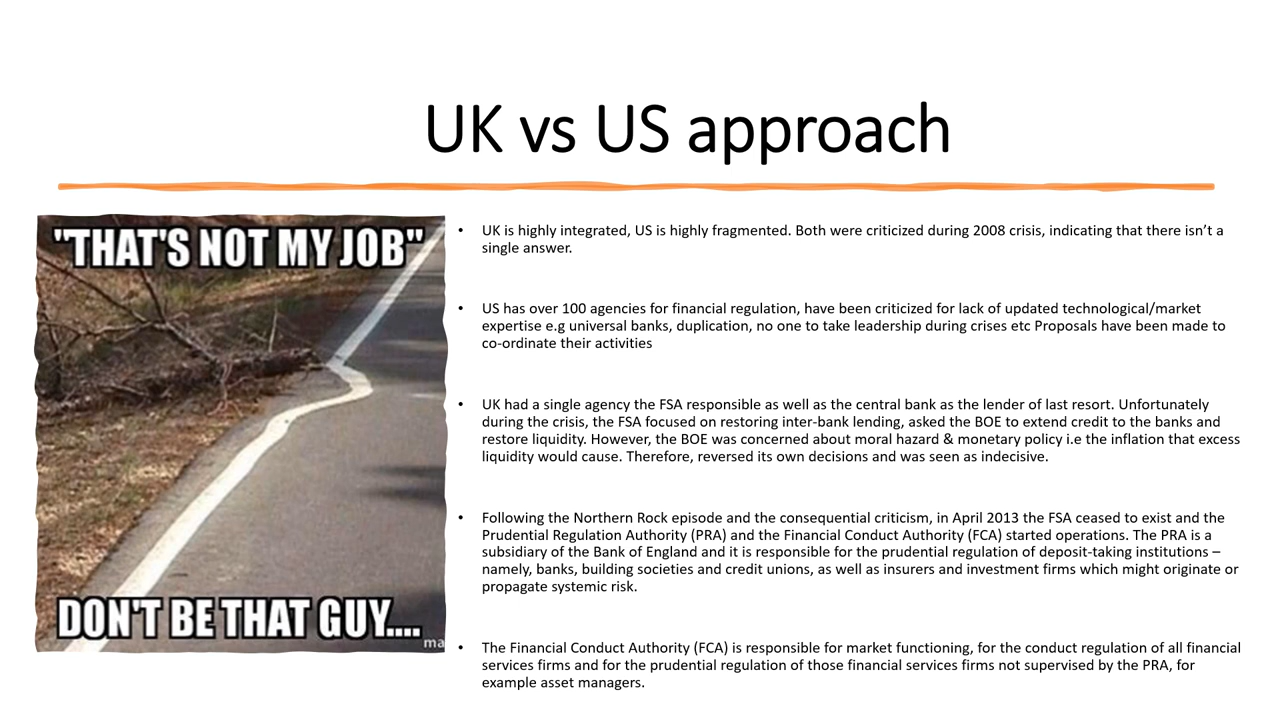 UK vs US approach
"THAT'S NOT MY JOB"
DON'T BE THAT GUY....
ma
• UK is highly integrated, US is highly fragmented. Both were criticized during 2008 crisis, indicating that there isn’t a
single answer.
• US has over 100 agencies for financial regulation, have been criticized for lack of updated technological/market
expertise e.g universal banks, duplication, no one to take leadership during crises etc Proposals have been made to
co-ordinate their activities
• UK had a single agency the FSA responsible as well as the central bank as the lender of last resort. Unfortunately
during the crisis, the FSA focused on restoring inter-bank lending, asked the BOE to extend credit to the banks and
restore liquidity. However, the BOE was concerned about moral hazard & monetary policy i.e the inflation that excess
liquidity would cause. Therefore, reversed its own decisions and was seen as indecisive.
• Following the Northern Rock episode and the consequential criticism, in April 2013 the FSA ceased to exist and the
Prudential Regulation Authority (PRA) and the Financial Conduct Authority (FCA) started operations. The PRA is a
subsidiary of the Bank of England and it is responsible for the prudential regulation of deposit-taking institutions –
namely, banks, building societies and credit unions, as well as insurers and investment firms which might originate or
propagate systemic risk.
• The Financial Conduct Authority (FCA) is responsible for market functioning, for the conduct regulation of all financial
services firms and for the prudential regulation of those financial services firms not supervised by the PRA, for
example asset managers.